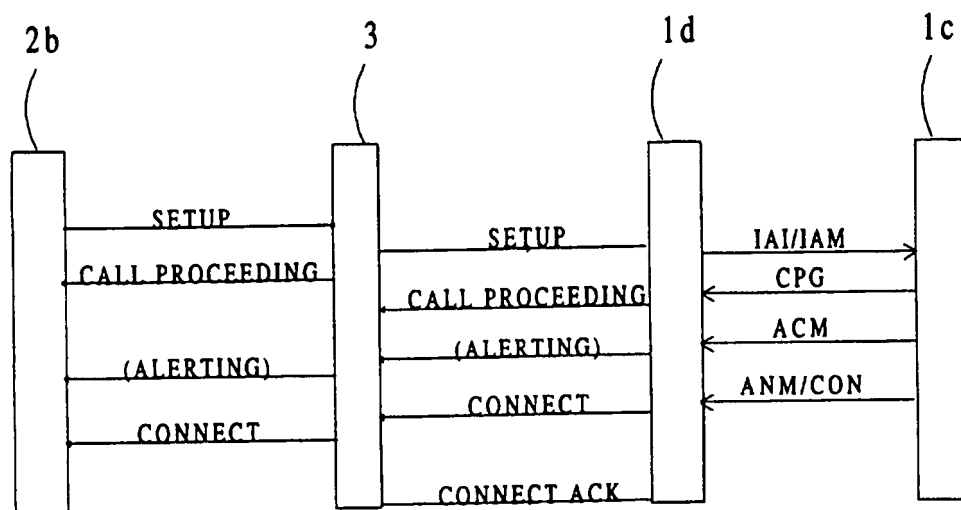 2b
3
1d
1c
SETUP
SETUP
IAI/IAM
CALL PROCEEDING
CPG
CALL PROCEEDING
ACM
(ALERTING)
(ALERTING)
ANM/CON
CONNECT
CONNECT
CONNECT ACK